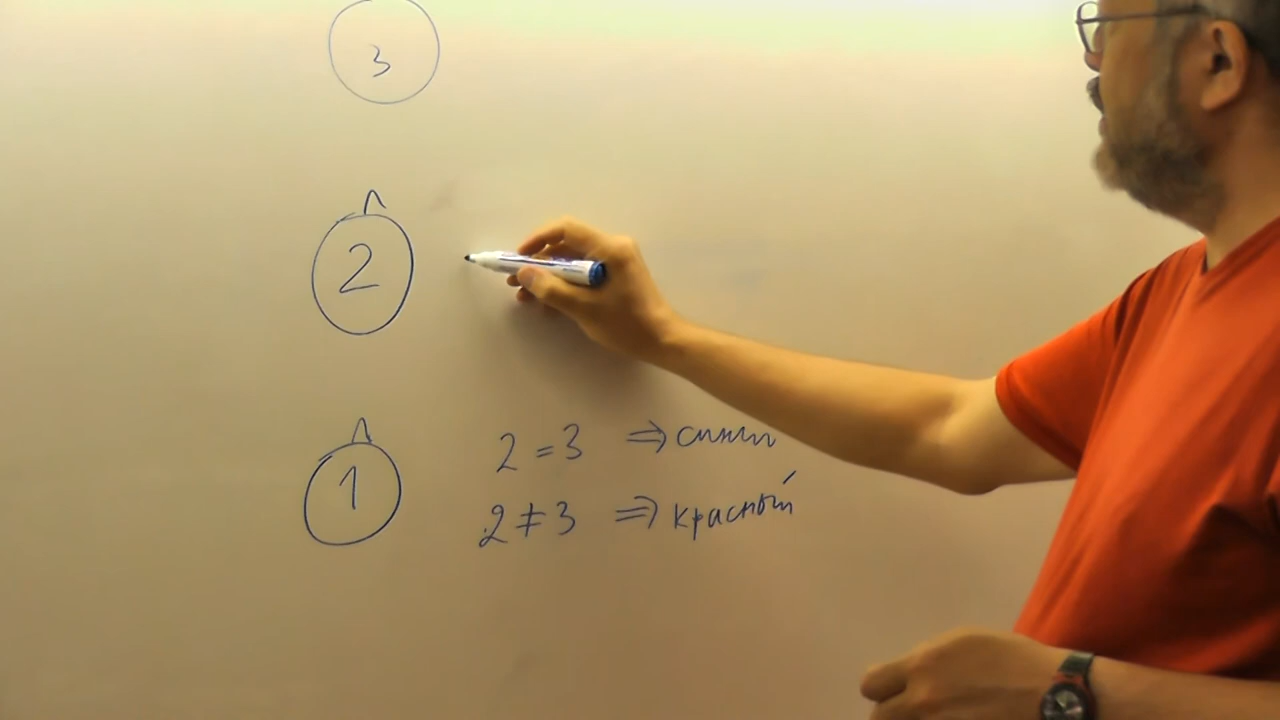 3
2
2 = 3 ⇒ синий
1
2 ≠ 3 ⇒ красный